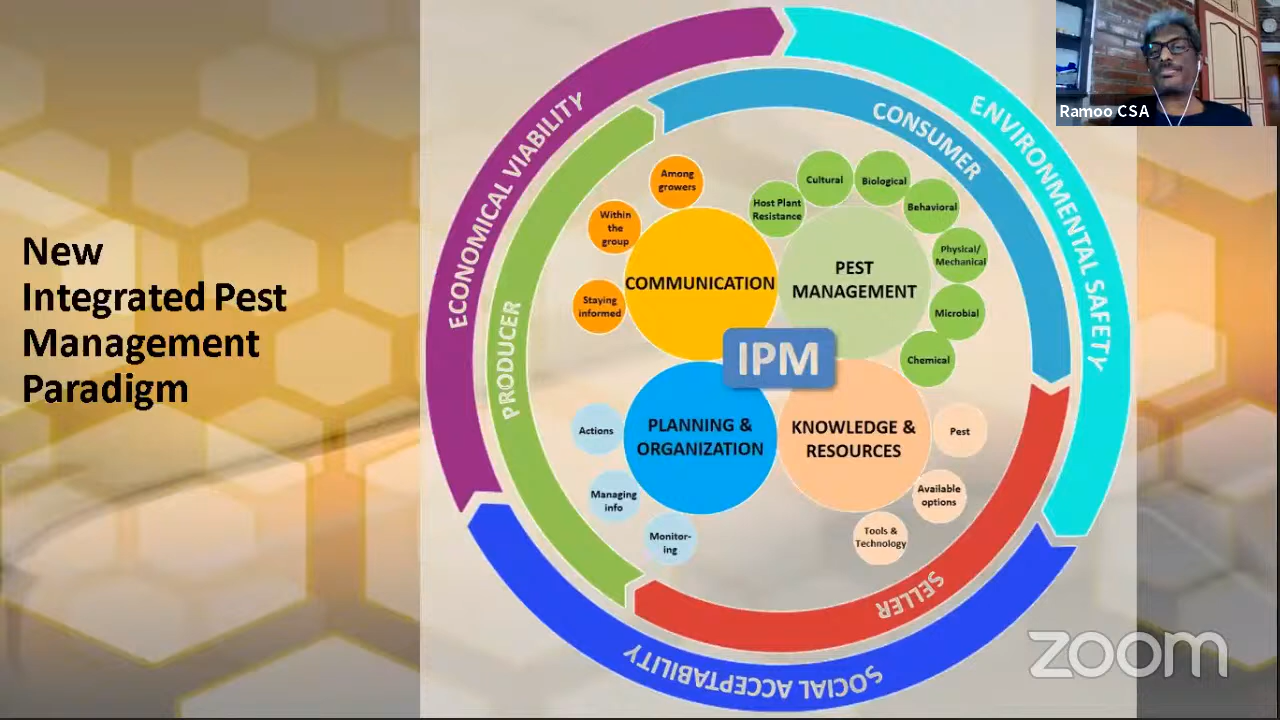 New
Integrated Pest
Management
Paradigm
ECONOMICAL VIABILITY
ENVIRONMENTAL SAFETY
SOCIAL ACCEPTABILITY
PRODUCER
CONSUMER
SELLER
Among
growers
Within
the
group
Staying
informed
COMMUNICATION
Host Plant
Resistance
Cultural
Biological
Behavioral
Physical/
Mechanical
Microbial
Chemical
PEST
MANAGEMENT
IPM
PLANNING &
ORGANIZATION
Actions
Managing
info
Monitor-
ing
KNOWLEDGE &
RESOURCES
Pest
Available
options
Tools &
Technology
Ramoo CSA
zoom